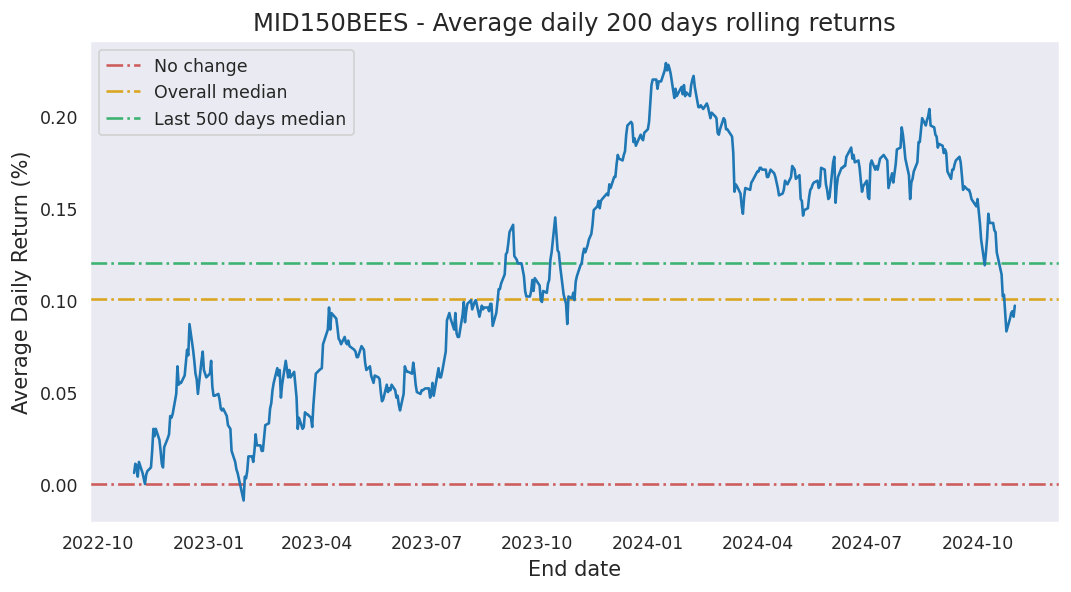 MID150BEES - Average daily 200 days rolling returns
No change
Overall median
Last 500 days median
Average Daily Return (%)
0.20
0.15
0.10
0.05
0.00
2022-10 2023-01 2023-04 2023-07 2023-10 2024-01 2024-04 2024-07 2024-10
End date